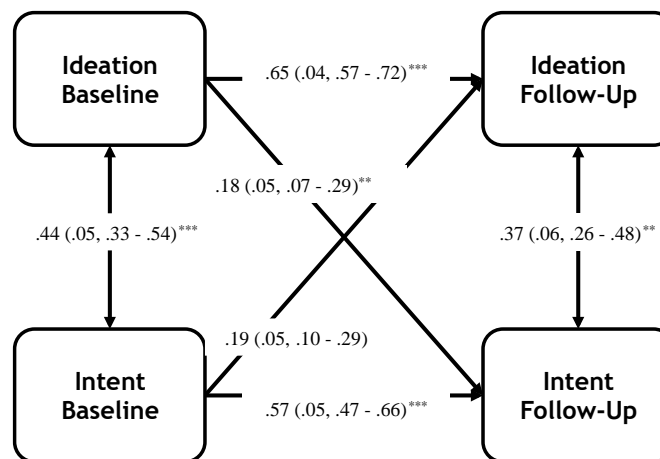 Ideation
Baseline
.65 (.04, .57 - .72)***
Ideation
Follow-Up
.18 (.05, .07 - .29)**
.44 (.05, .33 - .54)***
.37 (.06, .26 - .48)**
.19 (.05, .10 - .29)
Intent
Baseline
.57 (.05, .47 - .66)***
Intent
Follow-Up